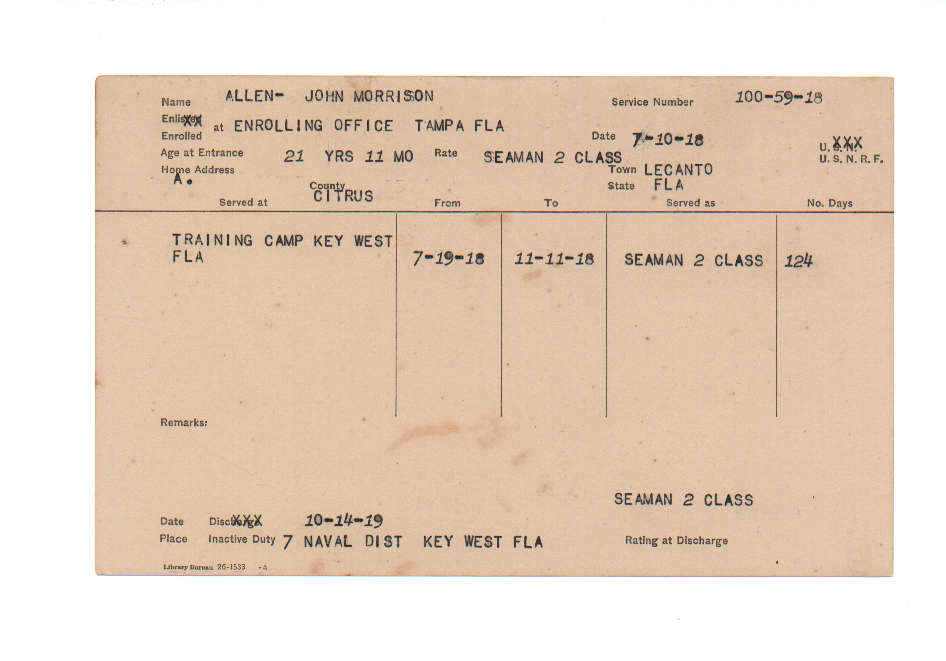 Name ALLEN- JOHN MORRISON Service Number 100-59-18
Enlisted
Enrolled at ENROLLING OFFICE TAMPA FLA Date 7-10-18 U. S. N. XXX
U. S. N. R. F.
Age at Entrance 21 YRS 11 MO Rate SEAMAN 2 CLASS
Home Address Town LECANTO
A. County CITRUS State FLA
Served at From To Served as No. Days
TRAINING CAMP KEY WEST
FLA 7-19-18 11-11-18 SEAMAN 2 CLASS 124
Remarks:
SEAMAN 2 CLASS
Date Discharge XXX 10-14-19
Place Inactive Duty 7 NAVAL DIST KEY WEST FLA Rating at Discharge
Library Bureau 26-1533 -A